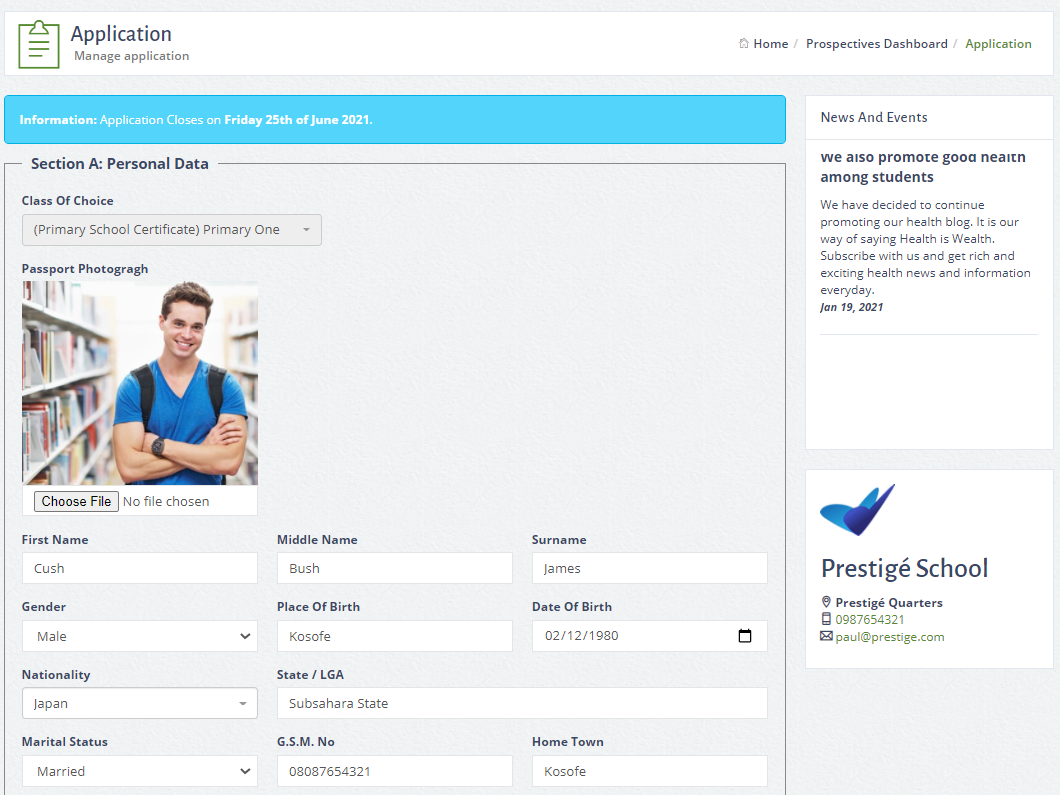 Application
Manage application
Home / Prospectives Dashboard / Application
Information: Application Closes on Friday 25th of June 2021.
Section A: Personal Data
Class Of Choice
(Primary School Certificate) Primary One
Passport Photogragh
Choose File No file chosen
First Name Middle Name Surname
Cush Bush James
Gender Place Of Birth Date Of Birth
Male Kosofe 02/12/1980
Nationality State / LGA
Japan Subsahara State
Marital Status G.S.M. No Home Town
Married 08087654321 Kosofe
News And Events
We also promote good health
among students
We have decided to continue
promoting our health blog. It is our
way of saying Health is Wealth.
Subscribe with us and get rich and
exciting health news and information
everyday.
Jan 19, 2021
Prestigé School
Prestigé Quarters
0987654321
paul@prestige.com